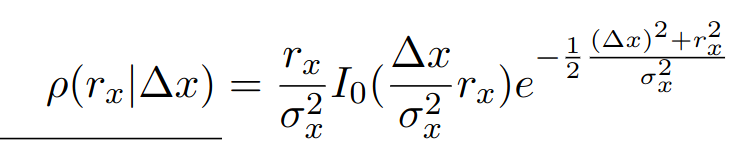 ρ(r_x|Δx) = \frac{r_x}{σ_x^2} I_0(\frac{Δx}{σ_x^2} r_x) e^{-\frac{1}{2} \frac{(Δx)^2 + r_x^2}{σ_x^2}}